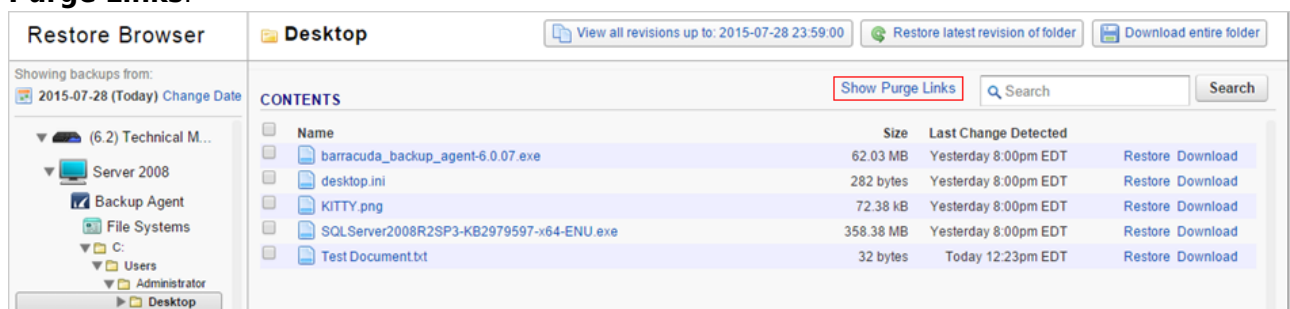 Purge Links.
Restore Browser
Desktop
View all revisions up to: 2015-07-28 23:59:00
Restore latest revision of folder
Download entire folder
Showing backups from:
2015-07-28 (Today) Change Date
(6.2) Technical M...
Server 2008
Backup Agent
File Systems
C:
Users
Administrator
Desktop
CONTENTS
Show Purge Links
Search
Search
Name Size Last Change Detected
barracuda_backup_agent-6.0.07.exe 62.03 MB Yesterday 8:00pm EDT Restore Download
desktop.ini 282 bytes Yesterday 8:00pm EDT Restore Download
KITTY.png 72.38 kB Yesterday 8:00pm EDT Restore Download
SQLServer2008R2SP3-KB2979597-x64-ENU.exe 358.38 MB Yesterday 8:00pm EDT Restore Download
Test Document.txt 32 bytes Today 12:23pm EDT Restore Download